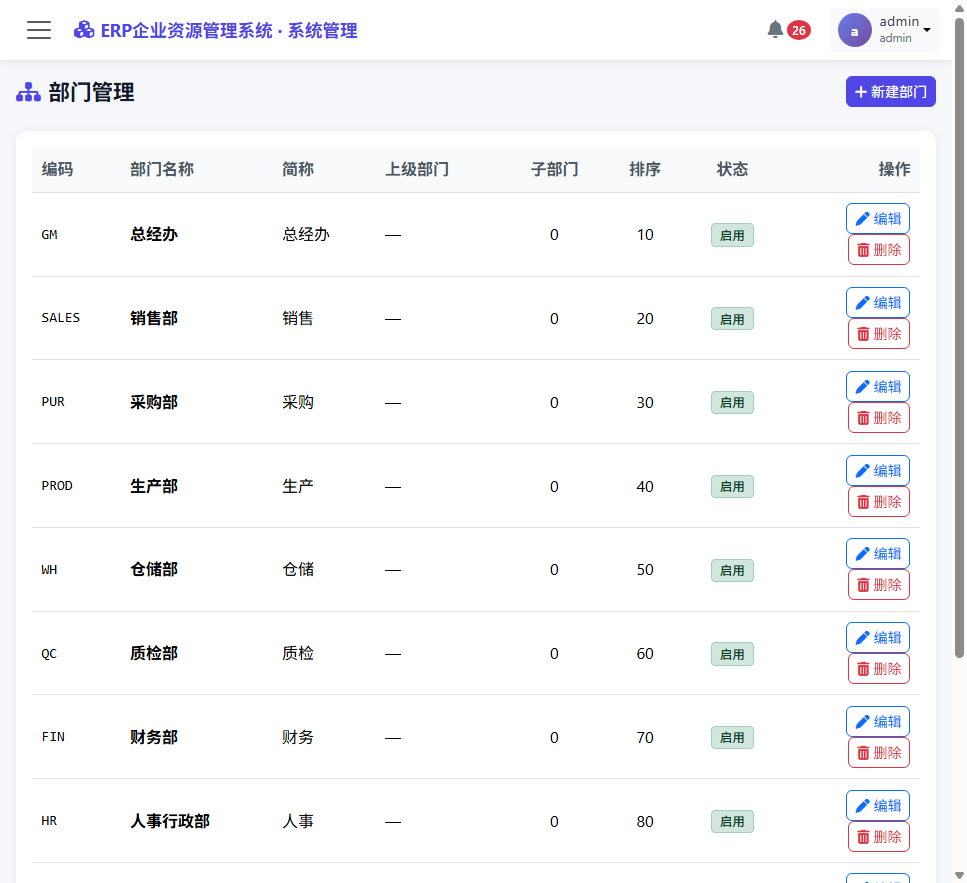 ERP企业资源管理系统 · 系统管理
26
a
admin
admin
部门管理
新建部门
编码 部门名称 简称 上级部门 子部门 排序 状态 操作
GM 总经办 总经办 — 0 10 启用 编辑
删除
SALES 销售部 销售 — 0 20 启用 编辑
删除
PUR 采购部 采购 — 0 30 启用 编辑
删除
PROD 生产部 生产 — 0 40 启用 编辑
删除
WH 仓储部 仓储 — 0 50 启用 编辑
删除
QC 质检部 质检 — 0 60 启用 编辑
删除
FIN 财务部 财务 — 0 70 启用 编辑
删除
HR 人事行政部 人事 — 0 80 启用 编辑
删除